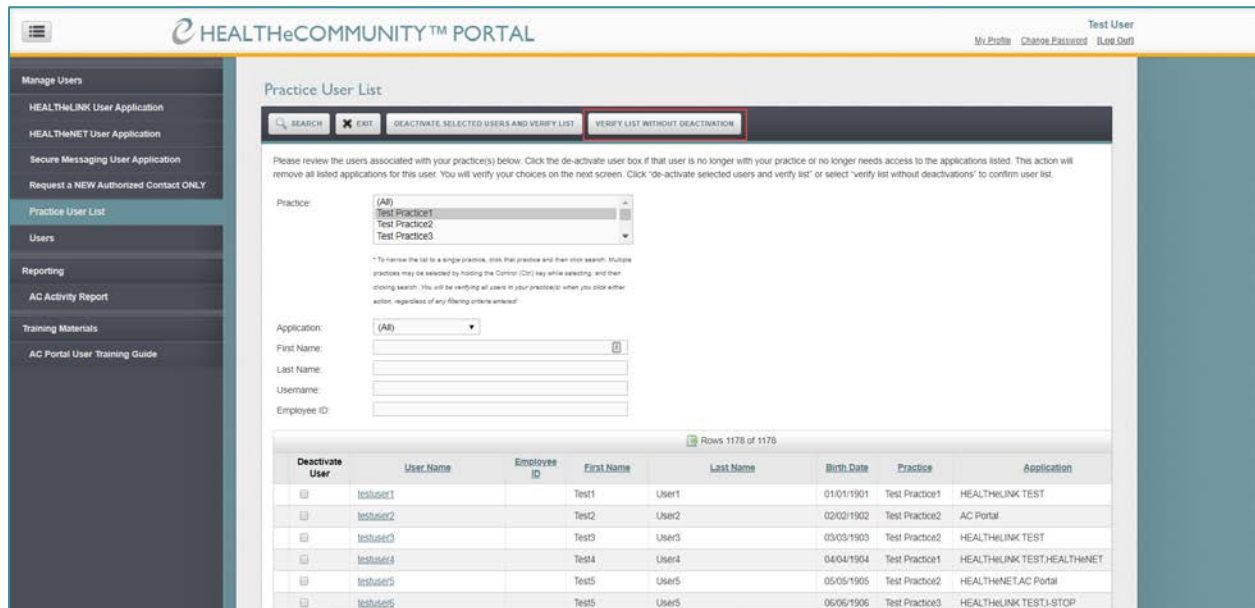 Test User
HEALTHeCOMMUNITY™ PORTAL
My Profile Change Password [Log Out]
Manage Users
HEALTHeLINK User Application
HEALTHeNET User Application
Secure Messaging User Application
Request a NEW Authorized Contact ONLY
Practice User List
Users
Reporting
AC Activity Report
Training Materials
AC Portal User Training Guide
Practice User List
SEARCH EXIT DEACTIVATE SELECTED USERS AND VERIFY LIST VERIFY LIST WITHOUT DEACTIVATION
Please review the users associated with your practice(s) below. Click the de-activate user box if that user is no longer with your practice or no longer needs access to the applications listed. This action will
remove all listed applications for this user. You will verify your choices on the next screen. Click "de-activate selected users and verify list" or select "verify list without deactivations" to confirm user list.
Practice:
(All)
Test Practice1
Test Practice2
Test Practice3
* To narrow the list to a single practice, click that practice and then click search. Multiple
practices may be selected by holding the Control (Ctrl) key while selecting, and then
clicking search. You will be verifying all users in your practice(s) when you click either
action, regardless of any filtering criteria entered!
Application: (All)
First Name:
Last Name:
Username:
Employee ID:
Rows 1178 of 1178
Deactivate User User Name Employee ID First Name Last Name Birth Date Practice Application
testuser1 Test1 User1 01/01/1901 Test Practice1 HEALTHeLINK TEST
testuser2 Test2 User2 02/02/1902 Test Practice2 AC Portal
testuser3 Test3 User3 03/03/1903 Test Practice2 HEALTHeLINK TEST
testuser4 Test4 User4 04/04/1904 Test Practice1 HEALTHeLINK TEST,HEALTHeNET
testuser5 Test5 User5 05/05/1905 Test Practice2 HEALTHeNET,AC Portal
testuser6 Test5 User5 06/06/1906 Test Practice3 HEALTHeLINK TEST,I-STOP